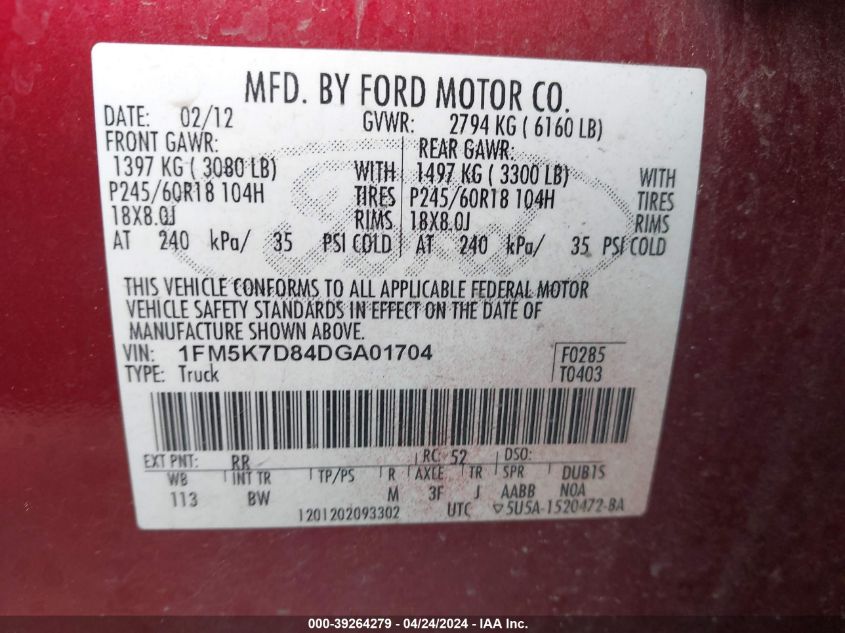 MFD. BY FORD MOTOR CO.
DATE: 02/12 GVWR: 2794 KG ( 6160 LB)
FRONT GAWR: REAR GAWR:
1397 KG ( 3080 LB) WITH 1497 KG ( 3300 LB) WITH
P245/60R18 104H TIRES P245/60R18 104H TIRES
18X8.0J RIMS 18X8.0J RIMS
AT 240 kPa/ 35 PSI COLD AT 240 kPa/ 35 PSI COLD
THIS VEHICLE CONFORMS TO ALL APPLICABLE FEDERAL MOTOR
VEHICLE SAFETY STANDARDS IN EFFECT ON THE DATE OF
MANUFACTURE SHOWN ABOVE.
VIN: 1FM5K7D84DGA01704 F0285
TYPE: Truck T0403
EXT PNT: RR RC: 52 DSO:
WB INT TR TP/PS R AXLE TR SPR DUB1S
113 BW M 3F J AABB NOA
1201202093302 UTC ▽5U5A-1520472-BA
000-39264279 - 04/24/2024 - IAA Inc.